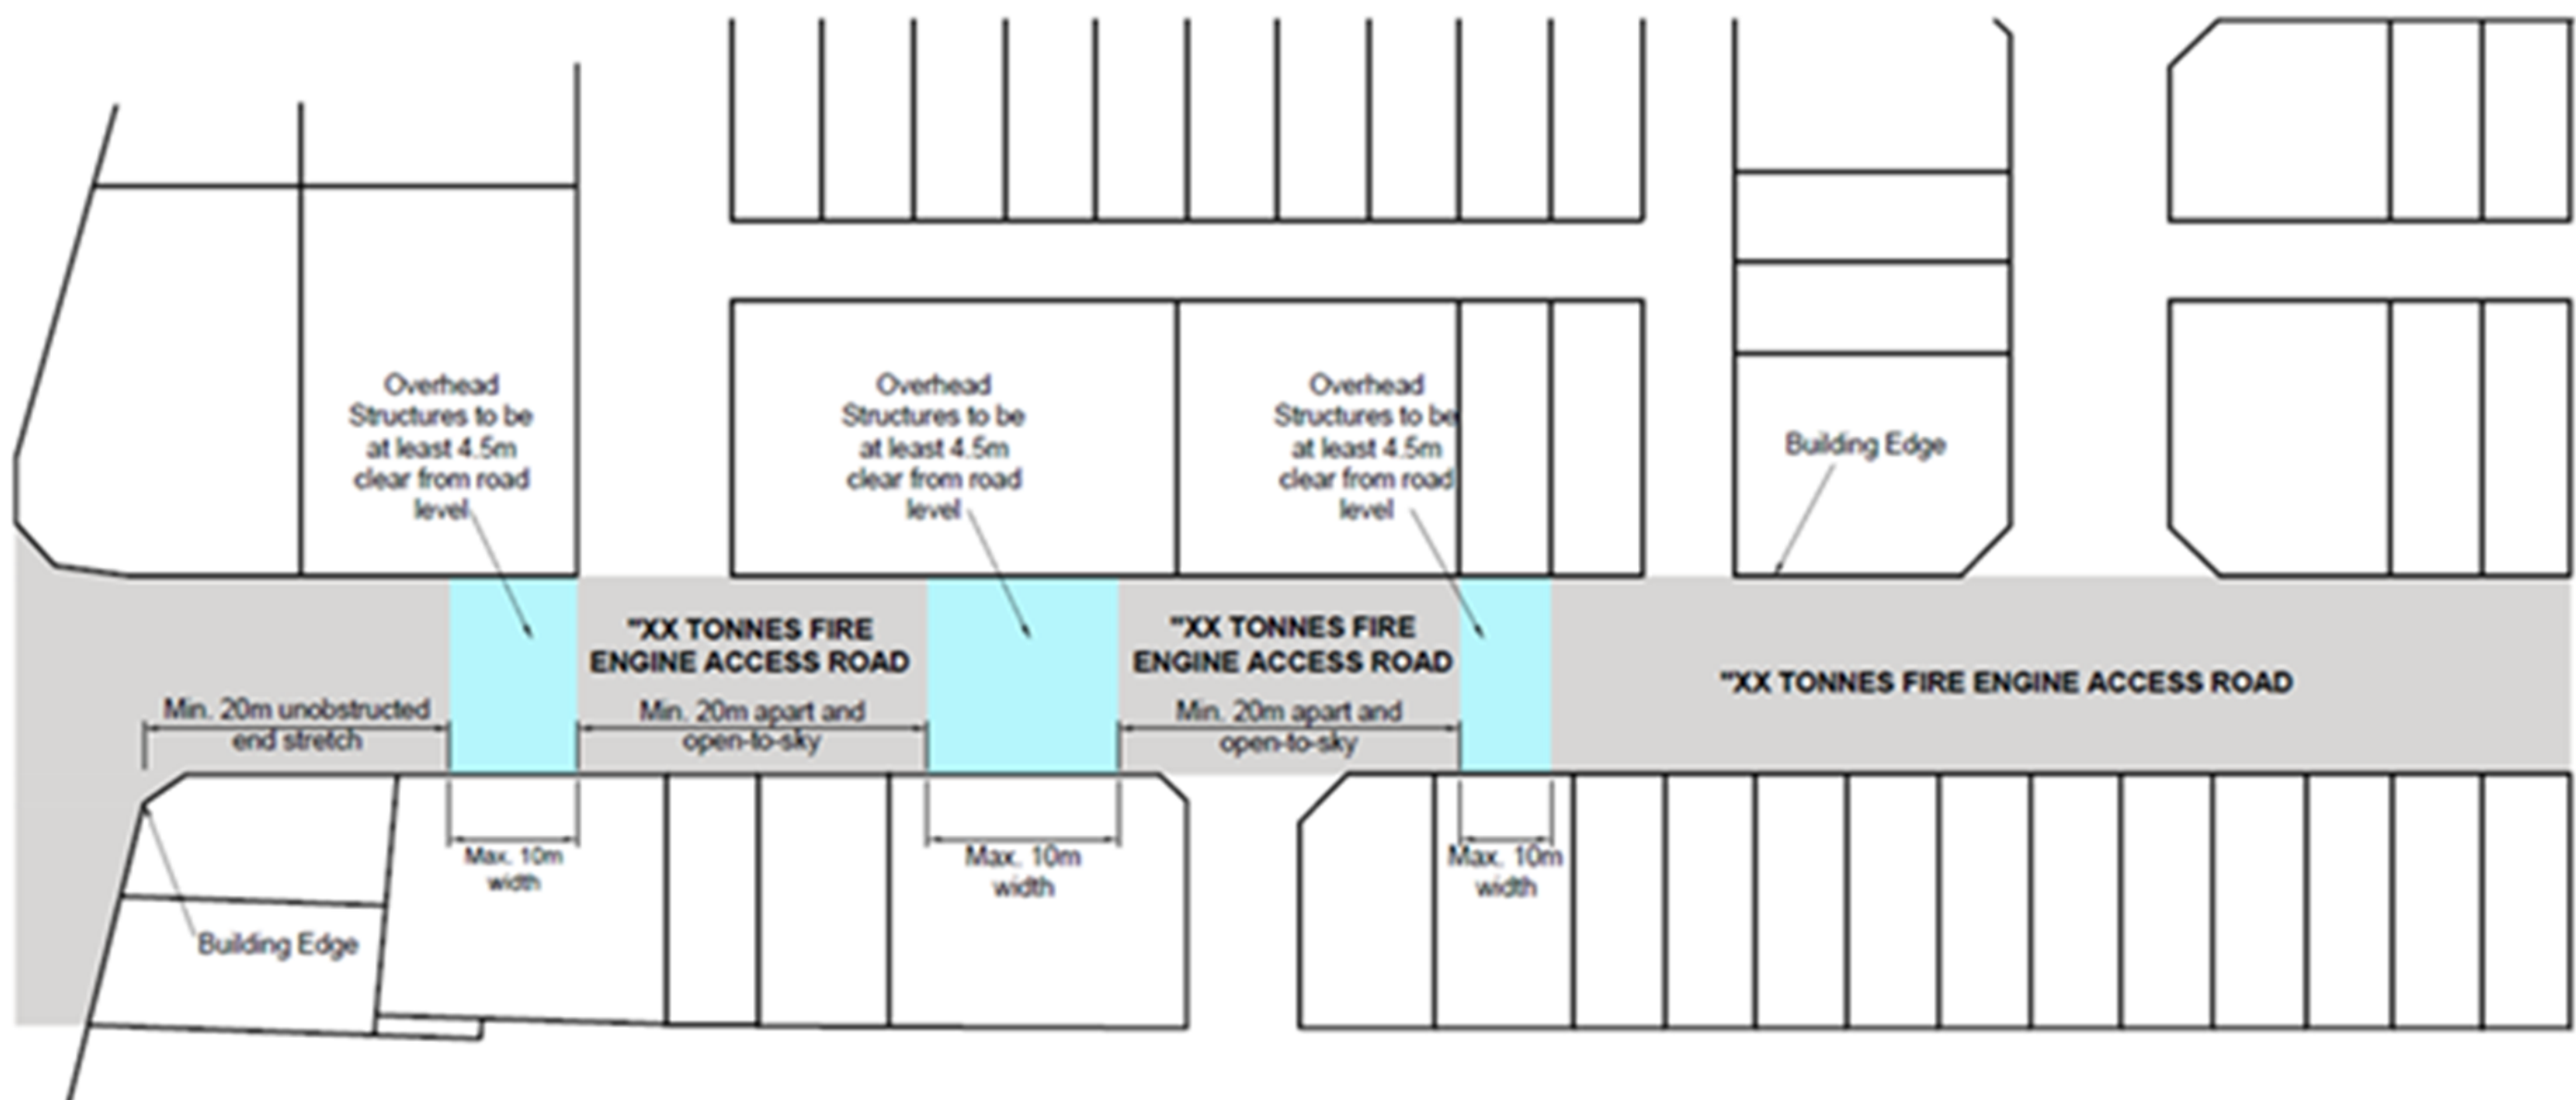 Overhead
Structures to be
at least 4.5m
clear from road
level
Overhead
Structures to be
at least 4.5m
clear from road
level
Overhead
Structures to be
at least 4.5m
clear from road
level
Building Edge
"XX TONNES FIRE
ENGINE ACCESS ROAD
"XX TONNES FIRE
ENGINE ACCESS ROAD
"XX TONNES FIRE ENGINE ACCESS ROAD
Min. 20m unobstructed
end stretch
Min. 20m apart and
open-to-sky
Min. 20m apart and
open-to-sky
Max. 10m
width
Max. 10m
width
Max. 10m
width
Building Edge